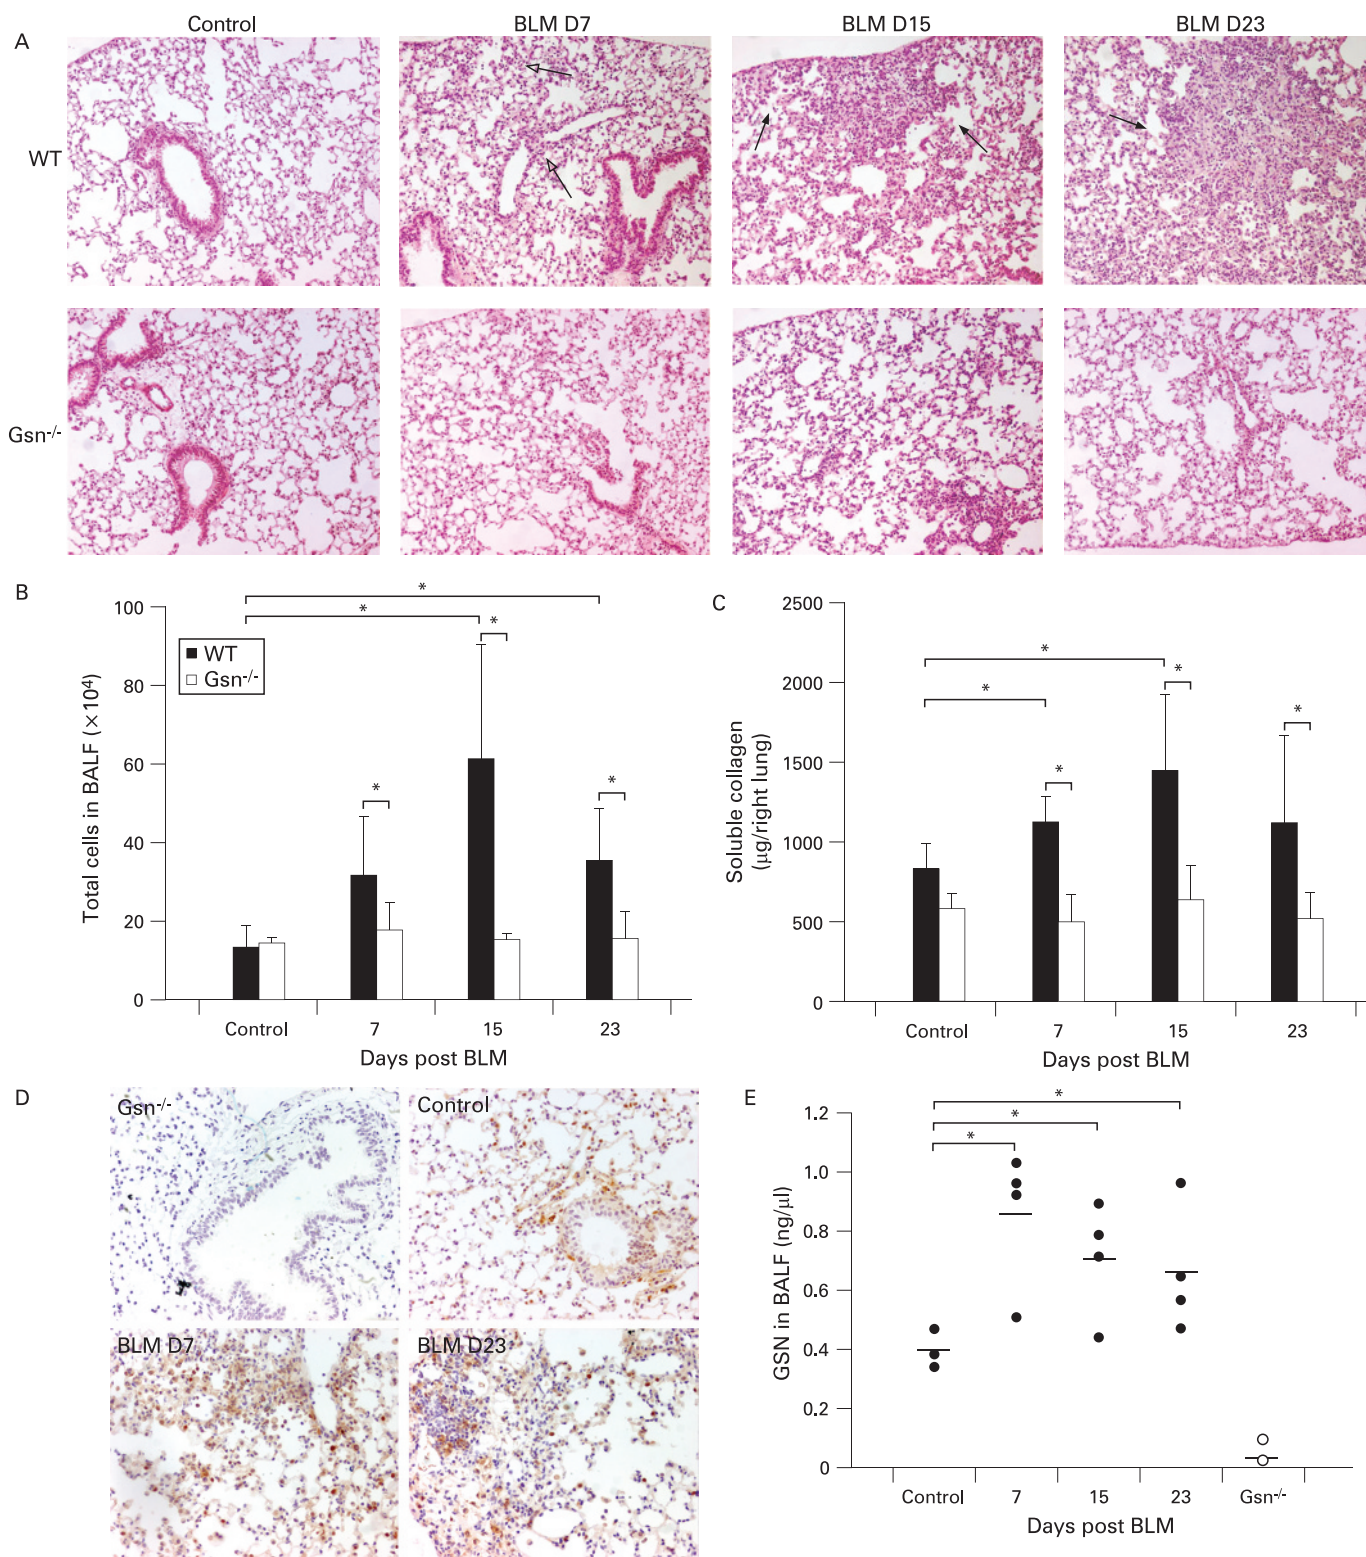 A
Control
BLM D7
BLM D15
BLM D23
WT
Gsn-/-
B
Total cells in BALF (×10⁴)
100
80
60
40
20
0
WT
Gsn-/-
*
*
*
*
*
Control
7
15
23
Days post BLM
C
Soluble collagen
(μg/right lung)
2500
2000
1500
1000
500
0
*
*
*
*
*
Control
7
15
23
Days post BLM
D
Gsn-/-
Control
BLM D7
BLM D23
E
GSN in BALF (ng/μl)
1.2
1.0
0.8
0.6
0.4
0.2
0
*
*
*
Control
7
15
23
Gsn-/-
Days post BLM